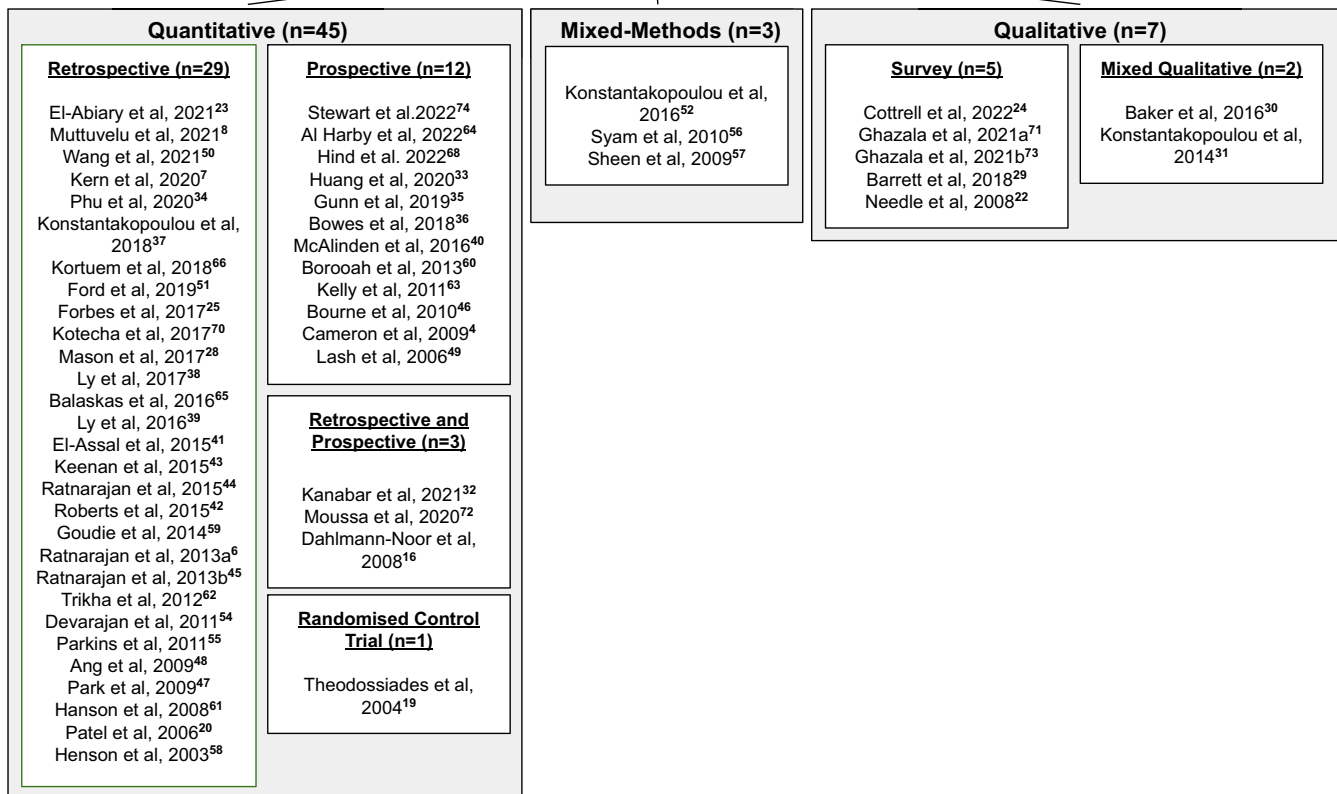 Quantitative (n=45)
Retrospective (n=29)
El-Abiary et al, 2021²³
Muttuvelu et al, 2021⁸
Wang et al, 2021⁵⁰
Kern et al, 2020⁷
Phu et al, 2020³⁴
Konstantakopoulou et al,
2018³⁷
Kortuem et al, 2018⁶⁶
Ford et al, 2019⁵¹
Forbes et al, 2017²⁵
Kotecha et al, 2017⁷⁰
Mason et al, 2017²⁸
Ly et al, 2017³⁸
Balaskas et al, 2016⁶⁵
Ly et al, 2016³⁹
El-Assal et al, 2015⁴¹
Keenan et al, 2015⁴³
Ratnarajan et al, 2015⁴⁴
Roberts et al, 2015⁴²
Goudie et al, 2014⁵⁹
Ratnarajan et al, 2013a⁶
Ratnarajan et al, 2013b⁴⁵
Trikha et al, 2012⁶²
Devarajan et al, 2011⁵⁴
Parkins et al, 2011⁵⁵
Ang et al, 2009⁴⁸
Park et al, 2009⁴⁷
Hanson et al, 2008⁶¹
Patel et al, 2006²⁰
Henson et al, 2003⁵⁸
Prospective (n=12)
Stewart et al.2022⁷⁴
Al Harby et al, 2022⁶⁴
Hind et al. 2022⁶⁸
Huang et al, 2020³³
Gunn et al, 2019³⁵
Bowes et al, 2018³⁶
McAlinden et al, 2016⁴⁰
Borooah et al, 2013⁶⁰
Kelly et al, 2011⁶³
Bourne et al, 2010⁴⁶
Cameron et al, 2009⁴
Lash et al, 2006⁴⁹
Retrospective and
Prospective (n=3)
Kanabar et al, 2021³²
Moussa et al, 2020⁷²
Dahlmann-Noor et al,
2008¹⁶
Randomised Control
Trial (n=1)
Theodossiades et al,
2004¹⁹
Mixed-Methods (n=3)
Konstantakopoulou et al,
2016⁵²
Syam et al, 2010⁵⁶
Sheen et al, 2009⁵⁷
Qualitative (n=7)
Survey (n=5)
Cottrell et al, 2022²⁴
Ghazala et al, 2021a⁷¹
Ghazala et al, 2021b⁷³
Barrett et al, 2018²⁹
Needle et al, 2008²²
Mixed Qualitative (n=2)
Baker et al, 2016³⁰
Konstantakopoulou et al,
2014³¹